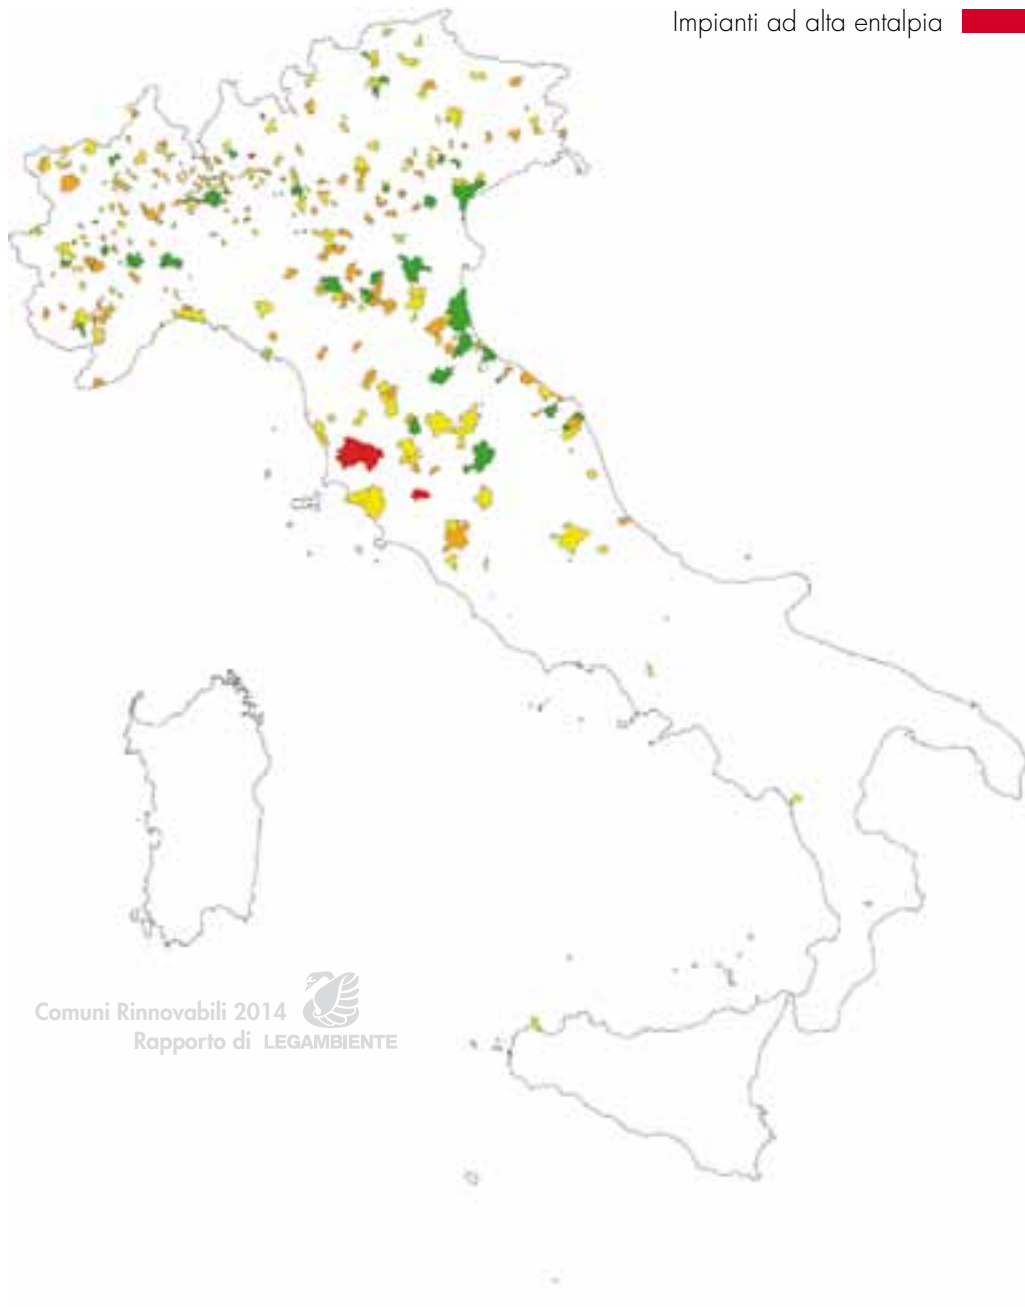 Impianti ad alta entalpia
Comuni Rinnovabili 2014
Rapporto di LEGAMBIENTE